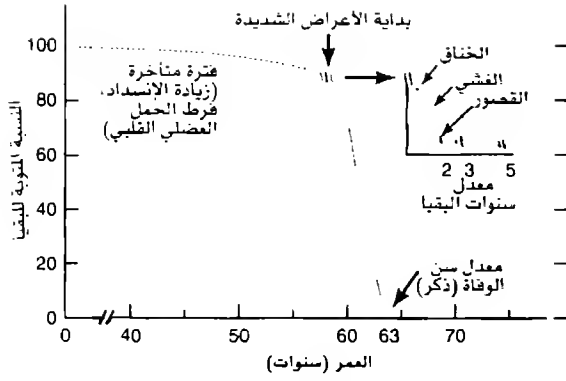 بداية الأعراض الشديدة
100
80
60
40
20
0
النسبة المئوية للبقيا
فترة متأخرة
(زيادة الإنسداد،
فرط الحمل
العضلي القلبي)
الخناق
الغشي
القصور
2 3 5
معدل
سنوات البقيا
معدل سن
الوفاة (ذكر)
0 40 50 60 63 70
العمر (سنوات)